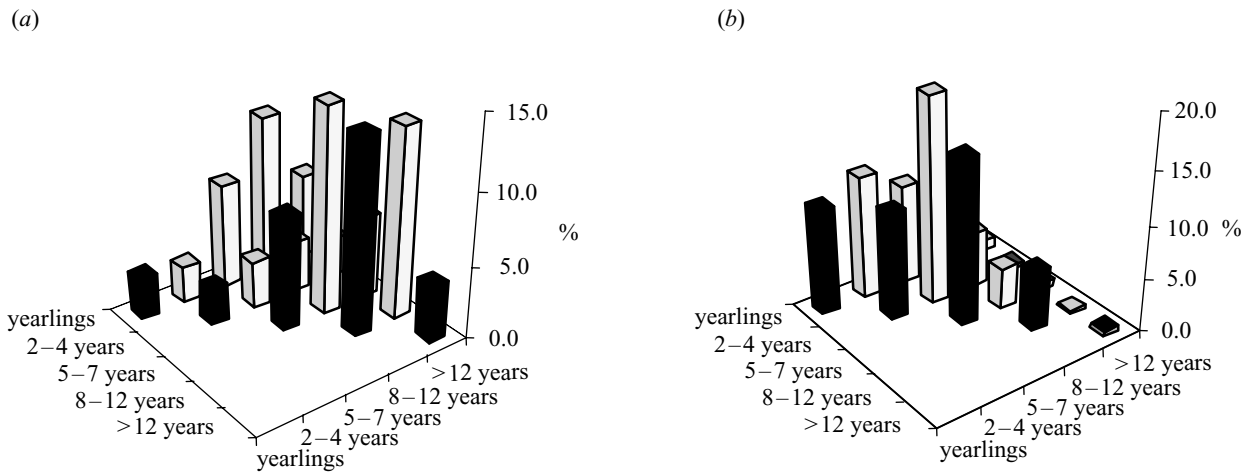 (a)
15.0
10.0
%
5.0
0.0
yearlings
2–4 years
5–7 years
8–12 years
>12 years
>12 years
8–12 years
5–7 years
2–4 years
yearlings
(b)
20.0
15.0
10.0 %
5.0
0.0
yearlings
2–4 years
5–7 years
8–12 years
>12 years
>12 years
8–12 years
5–7 years
2–4 years
yearlings